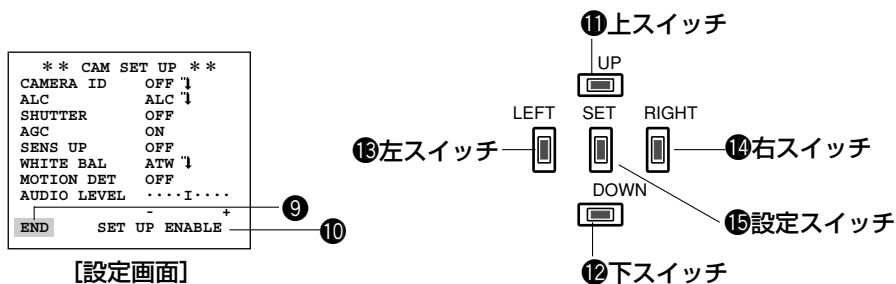 ** CAM SET UP **
CAMERA ID OFF
ALC ALC
SHUTTER OFF
AGC ON
SENS UP OFF
WHITE BAL ATW
MOTION DET OFF
AUDIO LEVEL ····I····
- +
END SET UP ENABLE
❾
❿
[設定画面]
⓫上スイッチ
UP
LEFT SET RIGHT
⓭左スイッチ
⓮右スイッチ
DOWN
⓯設定スイッチ
⓬下スイッチ